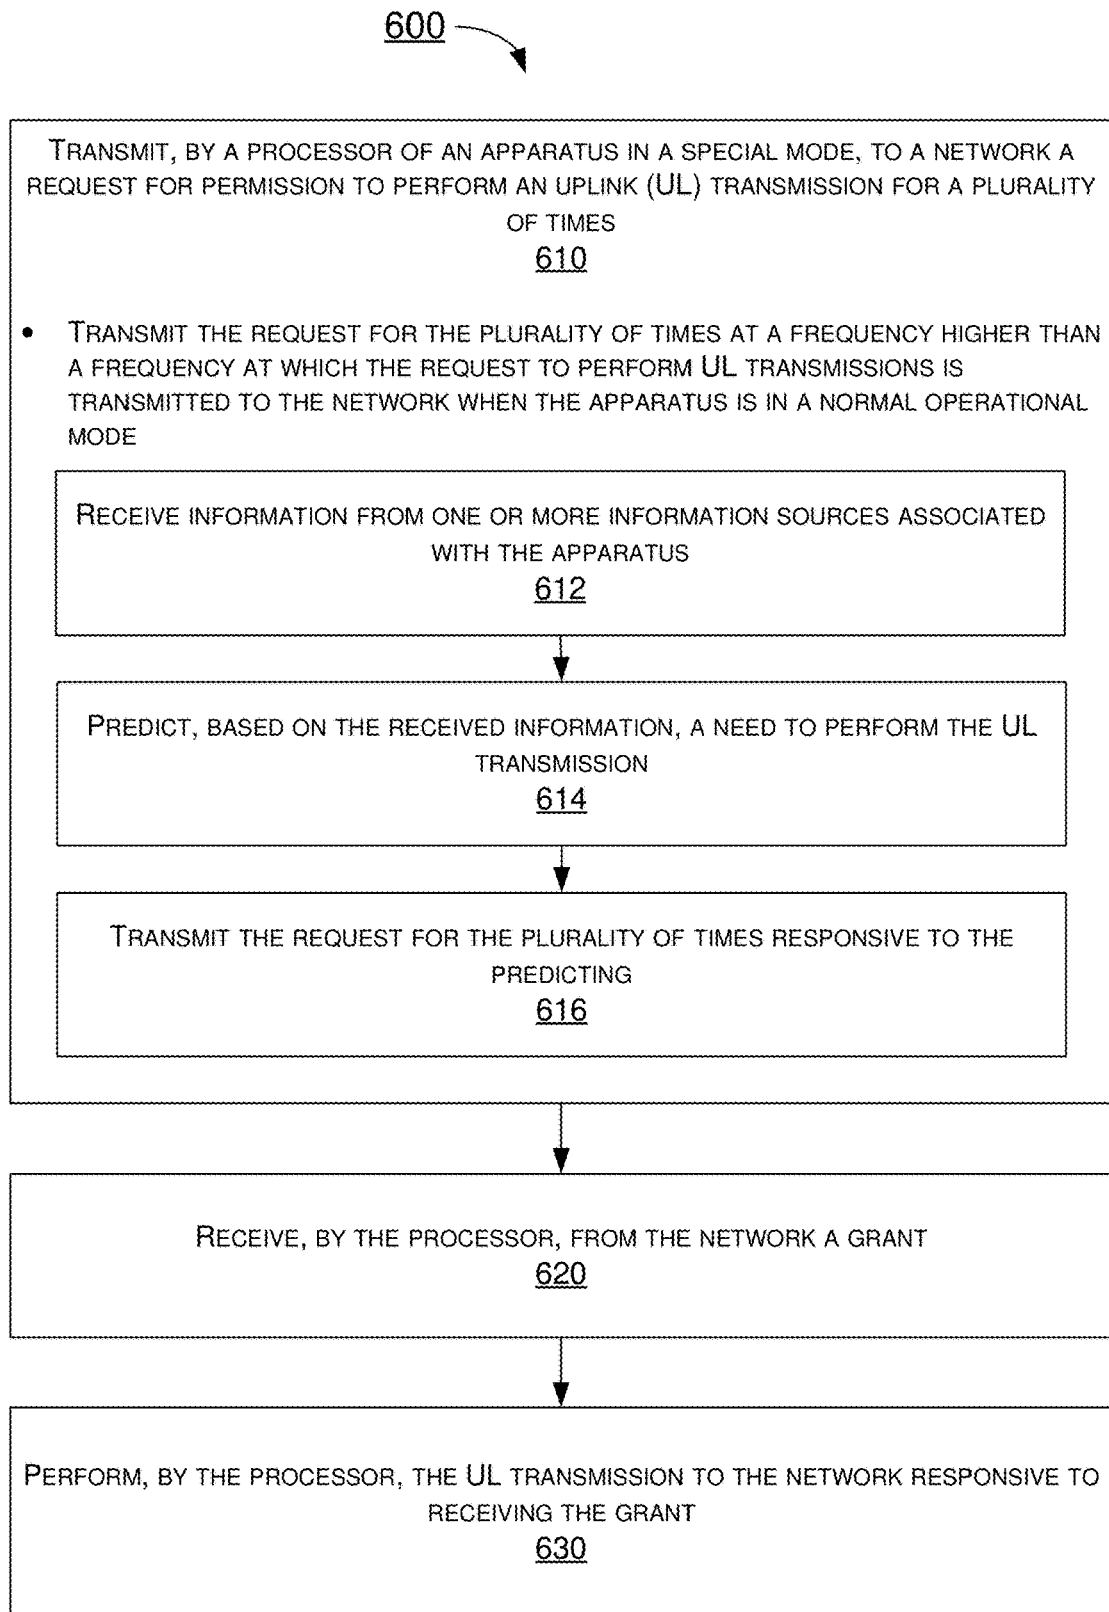 600
TRANSMIT, BY A PROCESSOR OF AN APPARATUS IN A SPECIAL MODE, TO A NETWORK A
REQUEST FOR PERMISSION TO PERFORM AN UPLINK (UL) TRANSMISSION FOR A PLURALITY
OF TIMES
610
• TRANSMIT THE REQUEST FOR THE PLURALITY OF TIMES AT A FREQUENCY HIGHER THAN
A FREQUENCY AT WHICH THE REQUEST TO PERFORM UL TRANSMISSIONS IS
TRANSMITTED TO THE NETWORK WHEN THE APPARATUS IS IN A NORMAL OPERATIONAL
MODE
RECEIVE INFORMATION FROM ONE OR MORE INFORMATION SOURCES ASSOCIATED
WITH THE APPARATUS
612
PREDICT, BASED ON THE RECEIVED INFORMATION, A NEED TO PERFORM THE UL
TRANSMISSION
614
TRANSMIT THE REQUEST FOR THE PLURALITY OF TIMES RESPONSIVE TO THE
PREDICTING
616
RECEIVE, BY THE PROCESSOR, FROM THE NETWORK A GRANT
620
PERFORM, BY THE PROCESSOR, THE UL TRANSMISSION TO THE NETWORK RESPONSIVE TO
RECEIVING THE GRANT
630